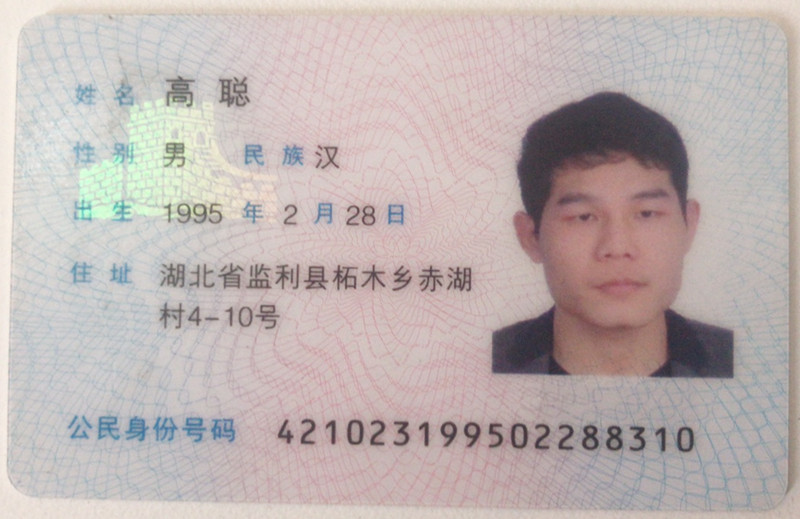 姓名 高聪
性别 男 民族 汉
出生 1995 年 2 月 28 日
住址 湖北省监利县柘木乡赤湖
村4-10号
公民身份号码 421023199502288310